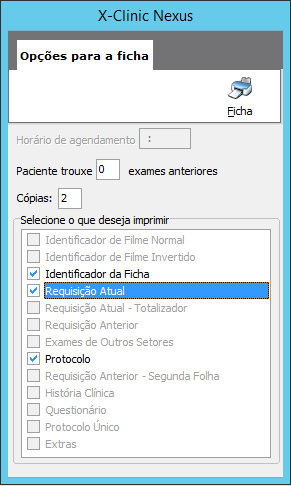 X-Clinic Nexus
Opções para a ficha
Ficha
Horário de agendamento :
Paciente trouxe 0 exames anteriores
Cópias: 2
Selecione o que deseja imprimir
Identificador de Filme Normal
Identificador de Filme Invertido
Identificador da Ficha
Requisição Atual
Requisição Atual - Totalizador
Requisição Anterior
Exames de Outros Setores
Protocolo
Requisição Anterior - Segunda Folha
História Clínica
Questionário
Protocolo Único
Extras